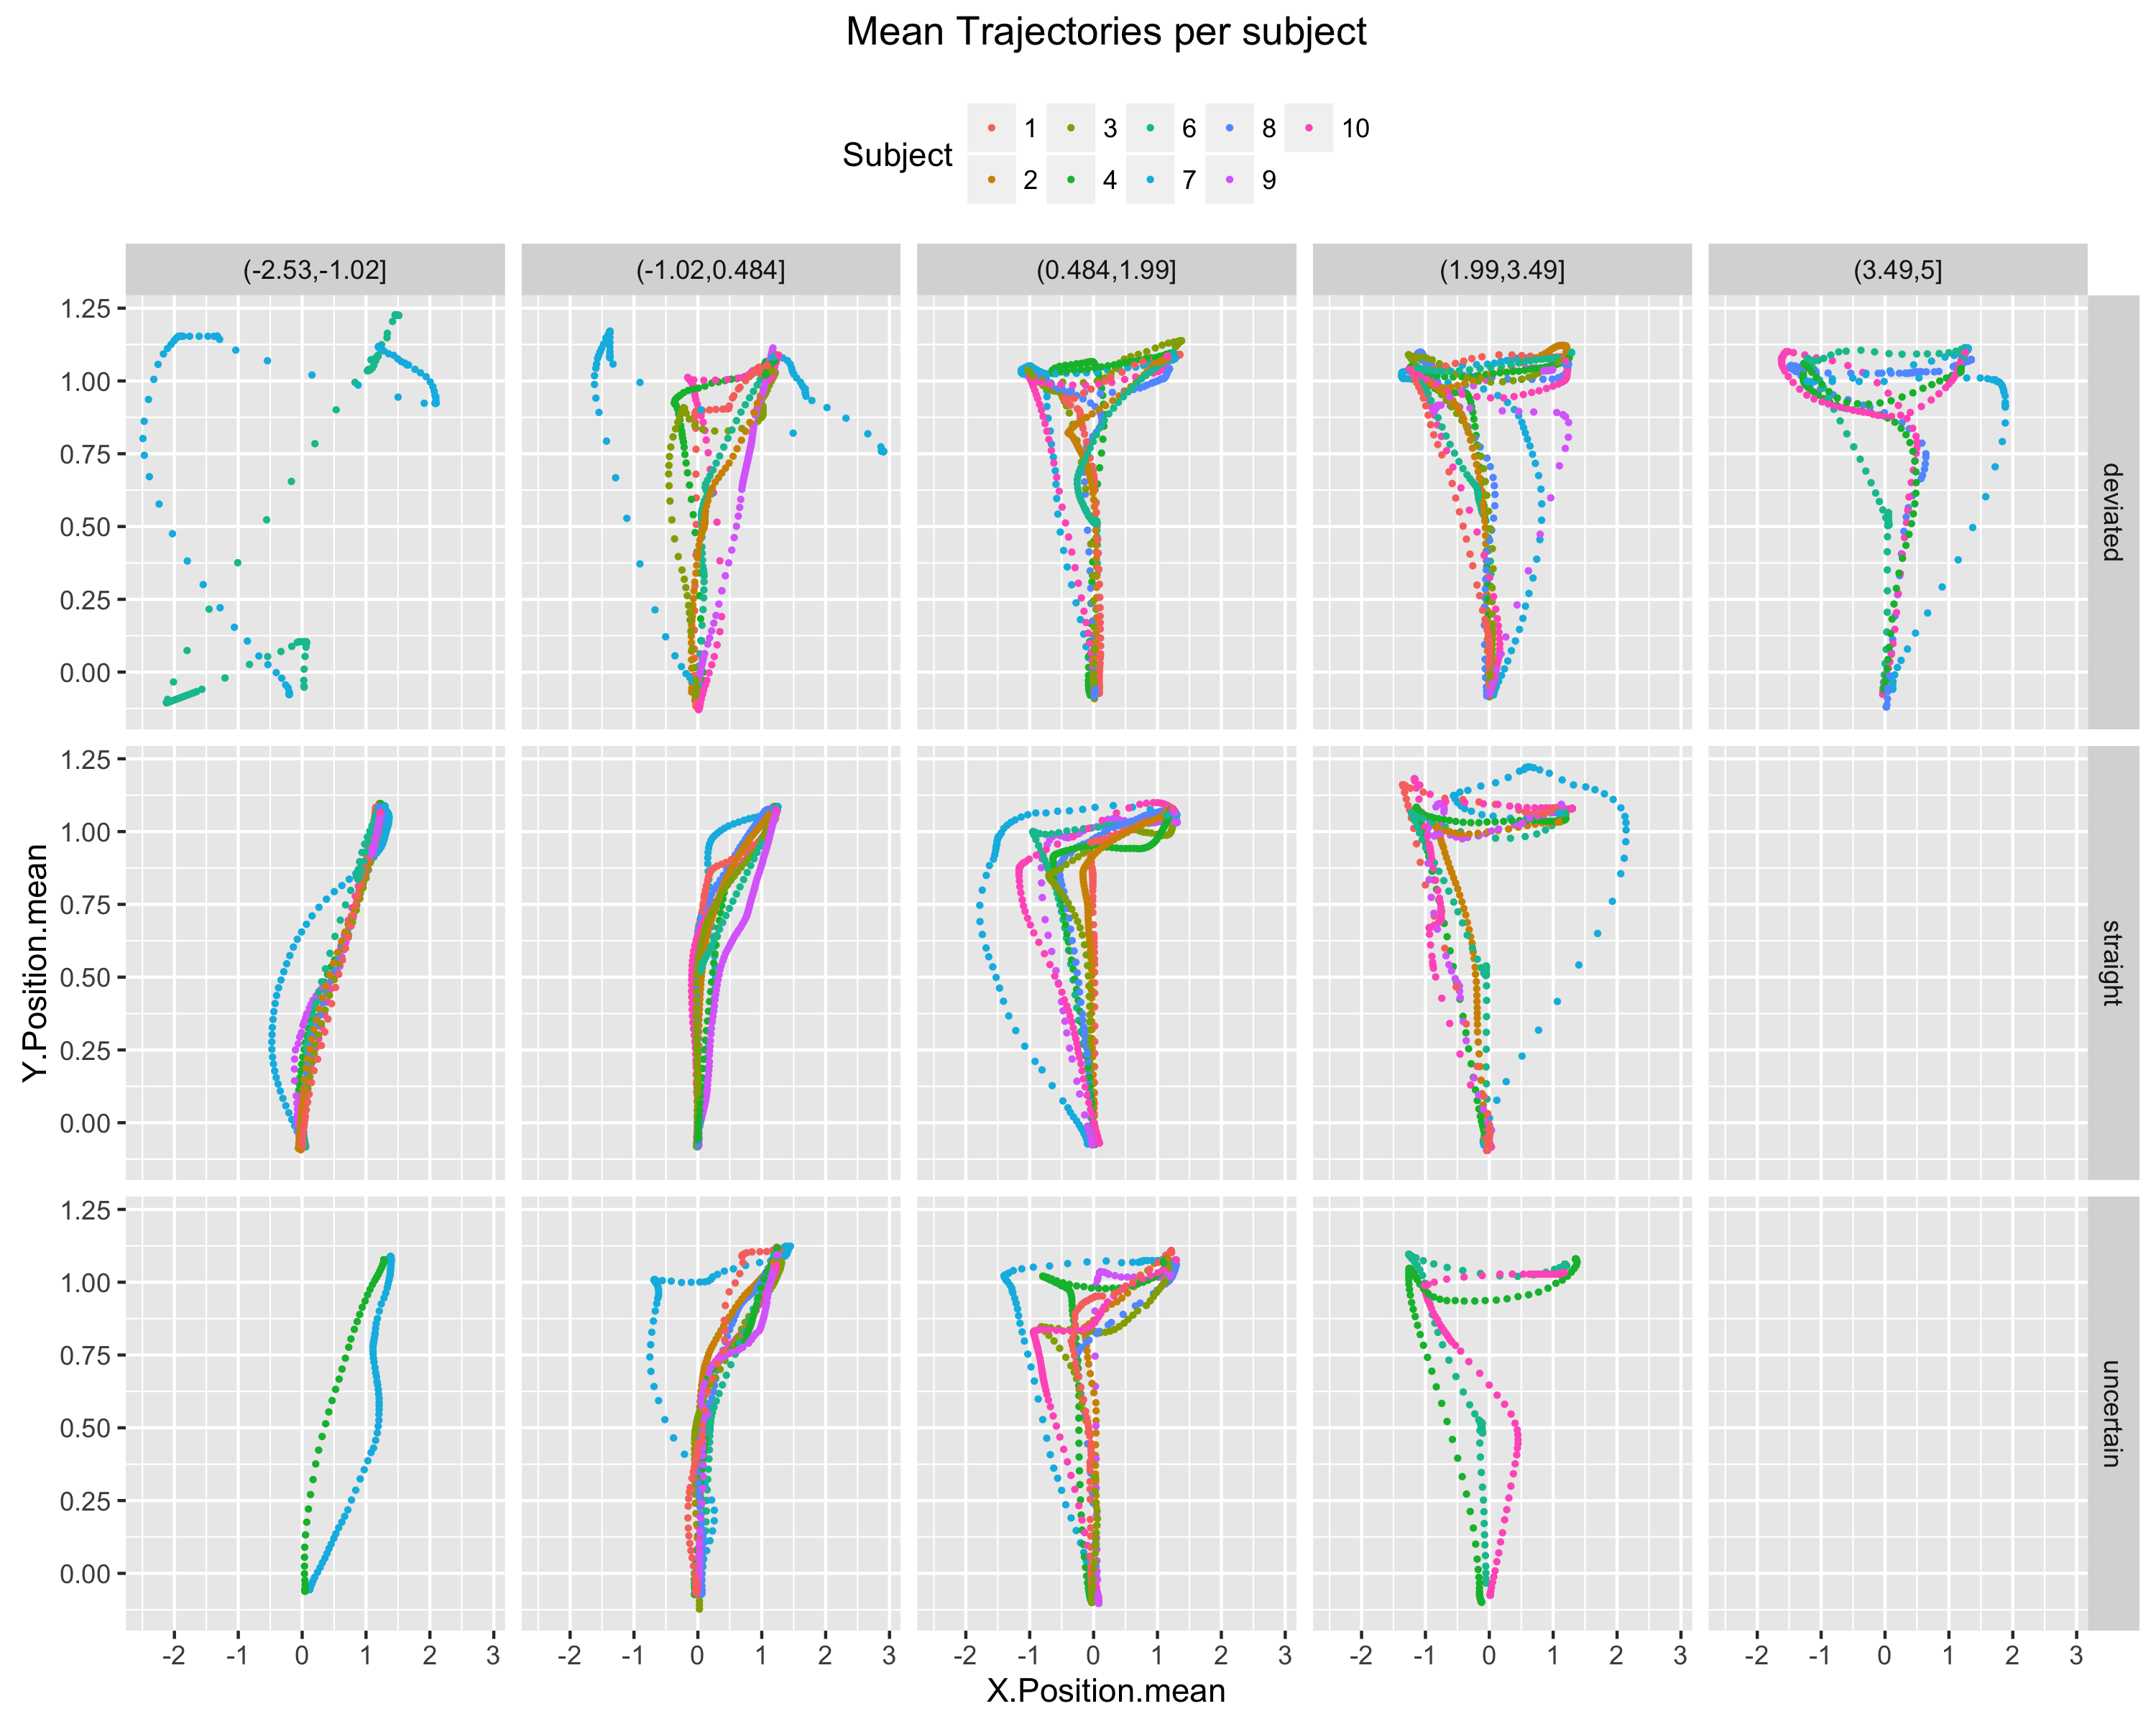 Mean Trajectories per subject
Subject
1 3 6 8 10
2 4 7 9
(-2.53,-1.02] (-1.02,0.484] (0.484,1.99] (1.99,3.49] (3.49,5]
1.25
1.00
0.75
0.50
0.25
0.00
deviated
1.25
1.00
0.75
0.50
0.25
0.00
straight
Y.Position.mean
1.25
1.00
0.75
0.50
0.25
0.00
uncertain
-2 -1 0 1 2 3 -2 -1 0 1 2 3 -2 -1 0 1 2 3 -2 -1 0 1 2 3 -2 -1 0 1 2 3
X.Position.mean